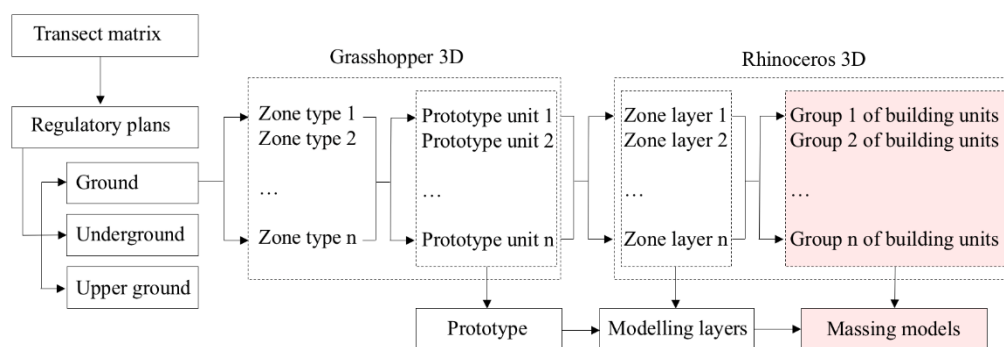 Transect matrix
Grasshopper 3D
Rhinoceros 3D
Regulatory plans
Ground
Underground
Upper ground
Zone type 1
Zone type 2
…
Zone type n
Prototype unit 1
Prototype unit 2
…
Prototype unit n
Zone layer 1
Zone layer 2
…
Zone layer n
Group 1 of building units
Group 2 of building units
…
Group n of building units
Prototype
Modelling layers
Massing models